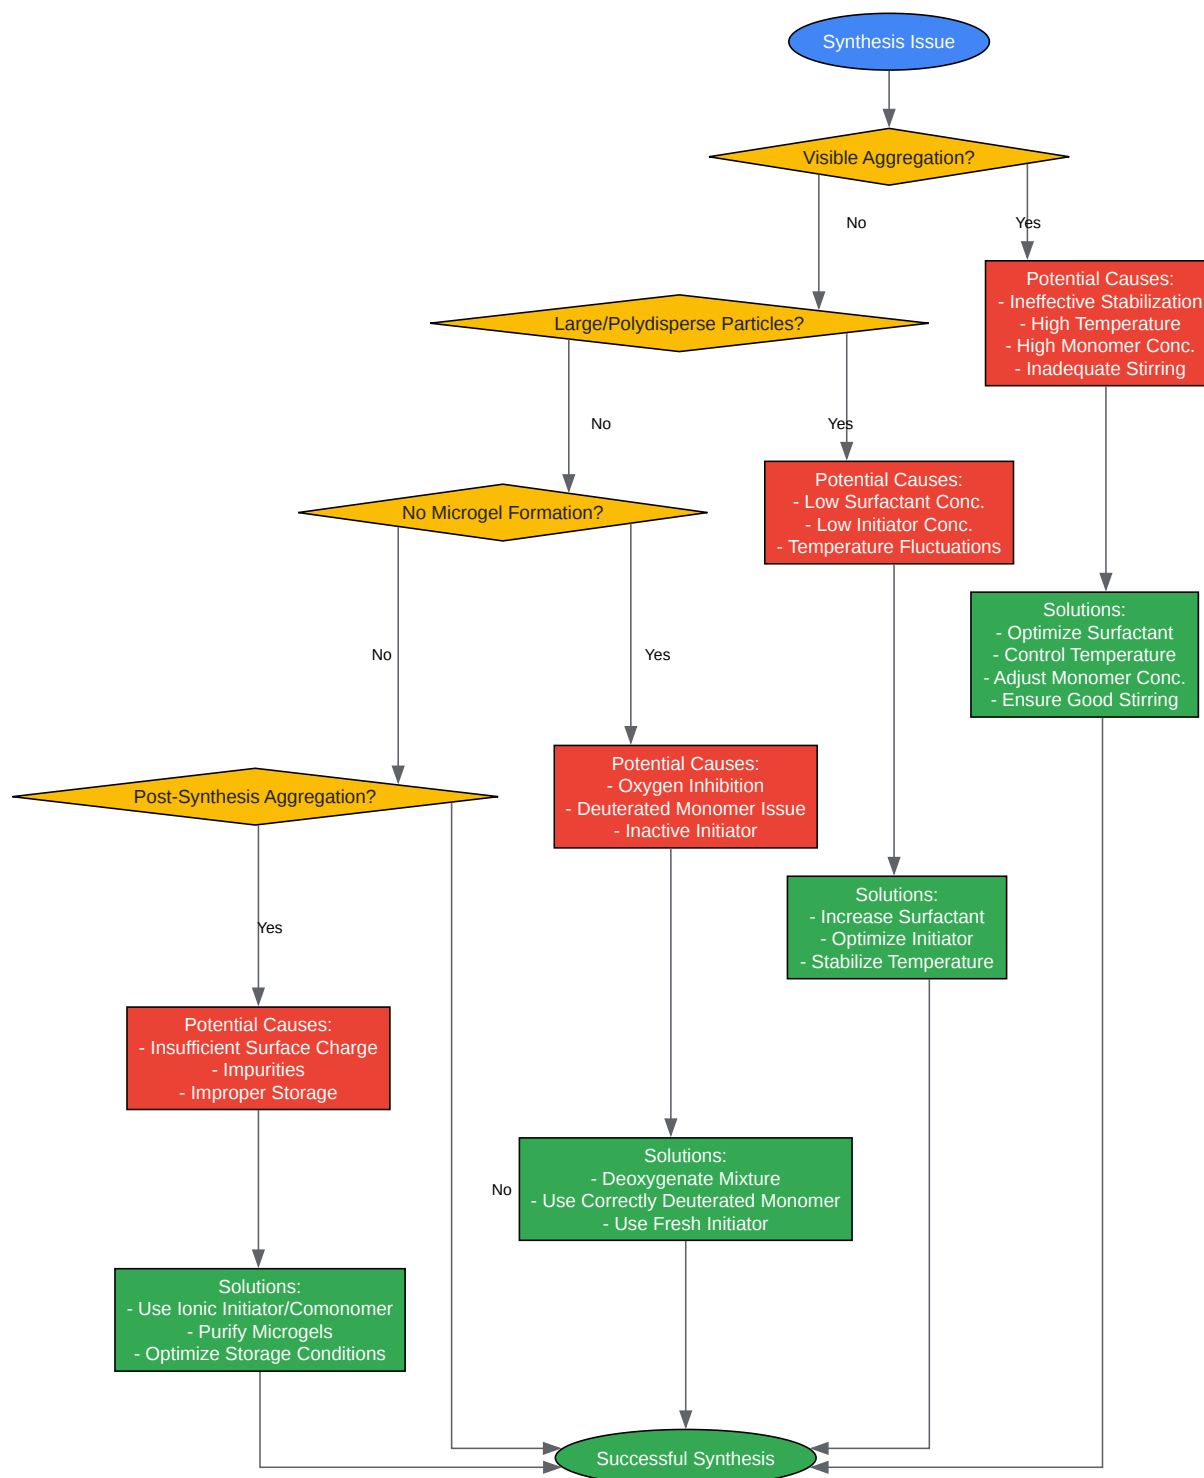 Synthesis Issue
Visible Aggregation?
No
Yes
Potential Causes:
- Ineffective Stabilization
- High Temperature
- High Monomer Conc.
- Inadequate Stirring
Large/Polydisperse Particles?
No
Yes
Potential Causes:
- Low Surfactant Conc.
- Low Initiator Conc.
- Temperature Fluctuations
No Microgel Formation?
Solutions:
- Optimize Surfactant
- Control Temperature
- Adjust Monomer Conc.
- Ensure Good Stirring
No
Yes
Potential Causes:
- Oxygen Inhibition
- Deuterated Monomer Issue
- Inactive Initiator
Post-Synthesis Aggregation?
Solutions:
- Increase Surfactant
- Optimize Initiator
- Stabilize Temperature
Yes
Potential Causes:
- Insufficient Surface Charge
- Impurities
- Improper Storage
No
Solutions:
- Deoxygenate Mixture
- Use Correctly Deuterated Monomer
- Use Fresh Initiator
Solutions:
- Use Ionic Initiator/Comonomer
- Purify Microgels
- Optimize Storage Conditions
Successful Synthesis